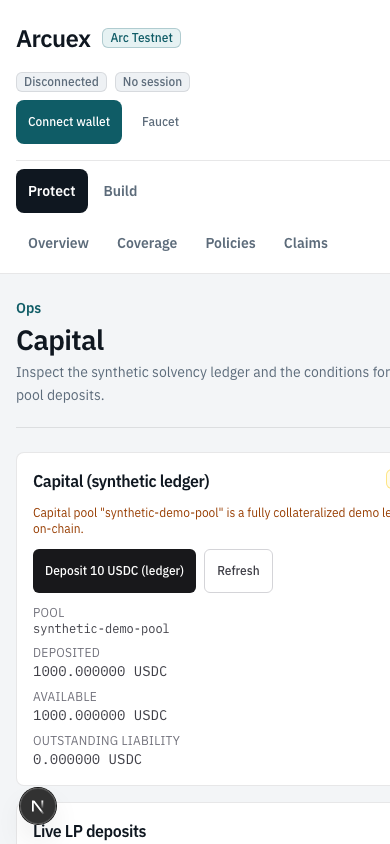 Arcuex
Arc Testnet
Disconnected
No session
Connect wallet
Faucet
Protect
Build
Overview
Coverage
Policies
Claims
Ops
Capital
Inspect the synthetic solvency ledger and the conditions for
pool deposits.
Capital (synthetic ledger)
Capital pool "synthetic-demo-pool" is a fully collateralized demo le
on-chain.
Deposit 10 USDC (ledger)
Refresh
POOL
synthetic-demo-pool
DEPOSITED
1000.000000 USDC
AVAILABLE
1000.000000 USDC
OUTSTANDING LIABILITY
0.000000 USDC
N
Live LP deposits